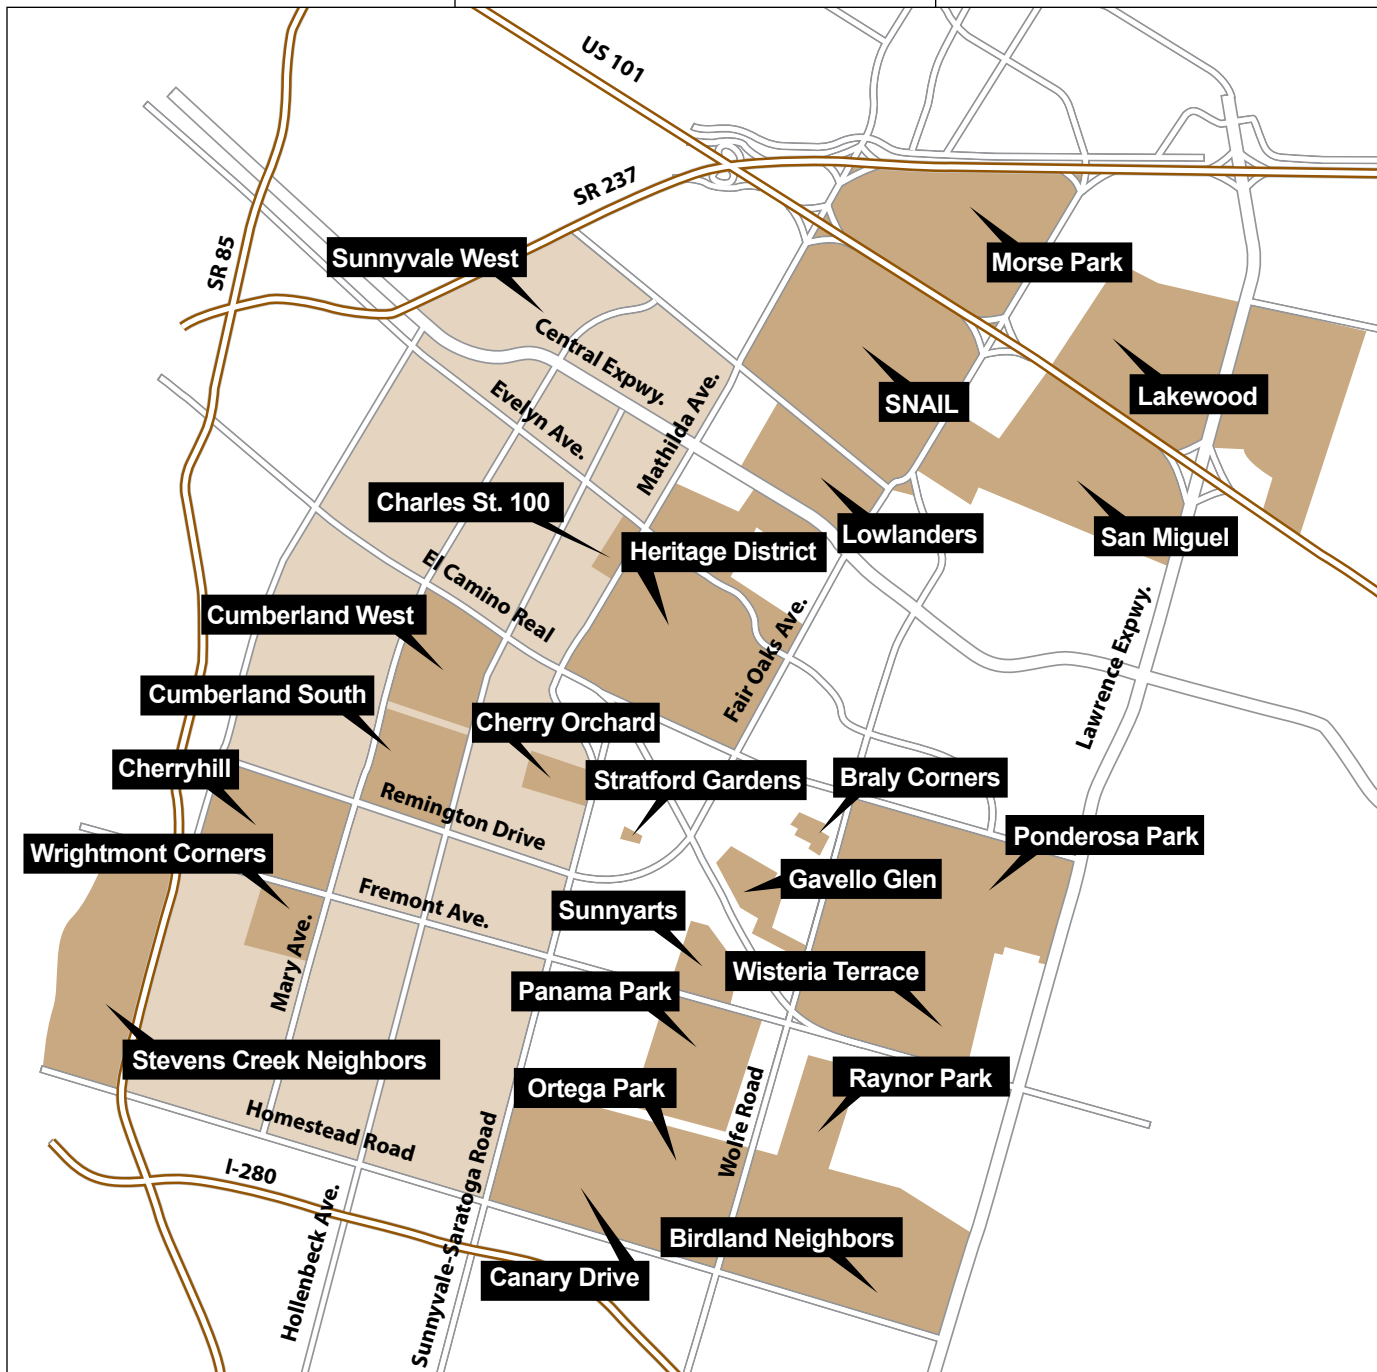 US 101
SR 237
SR 85
Sunnyvale West
Morse Park
Central Expwy.
Lakewood
SNAIL
Evelyn Ave.
Mathilda Ave.
Charles St. 100
Lowlanders
San Miguel
Heritage District
El Camino Real
Cumberland West
Fair Oaks Ave.
Lawrence Expwy.
Cumberland South
Cherry Orchard
Cherryhill
Stratford Gardens
Braly Corners
Remington Drive
Ponderosa Park
Wrightmont Corners
Gavello Glen
Fremont Ave.
Sunnyarts
Mary Ave.
Wisteria Terrace
Panama Park
Stevens Creek Neighbors
Raynor Park
Ortega Park
Homestead Road
Wolfe Road
I-280
Sunnyvale-Saratoga Road
Hollenbeck Ave.
Birdland Neighbors
Canary Drive